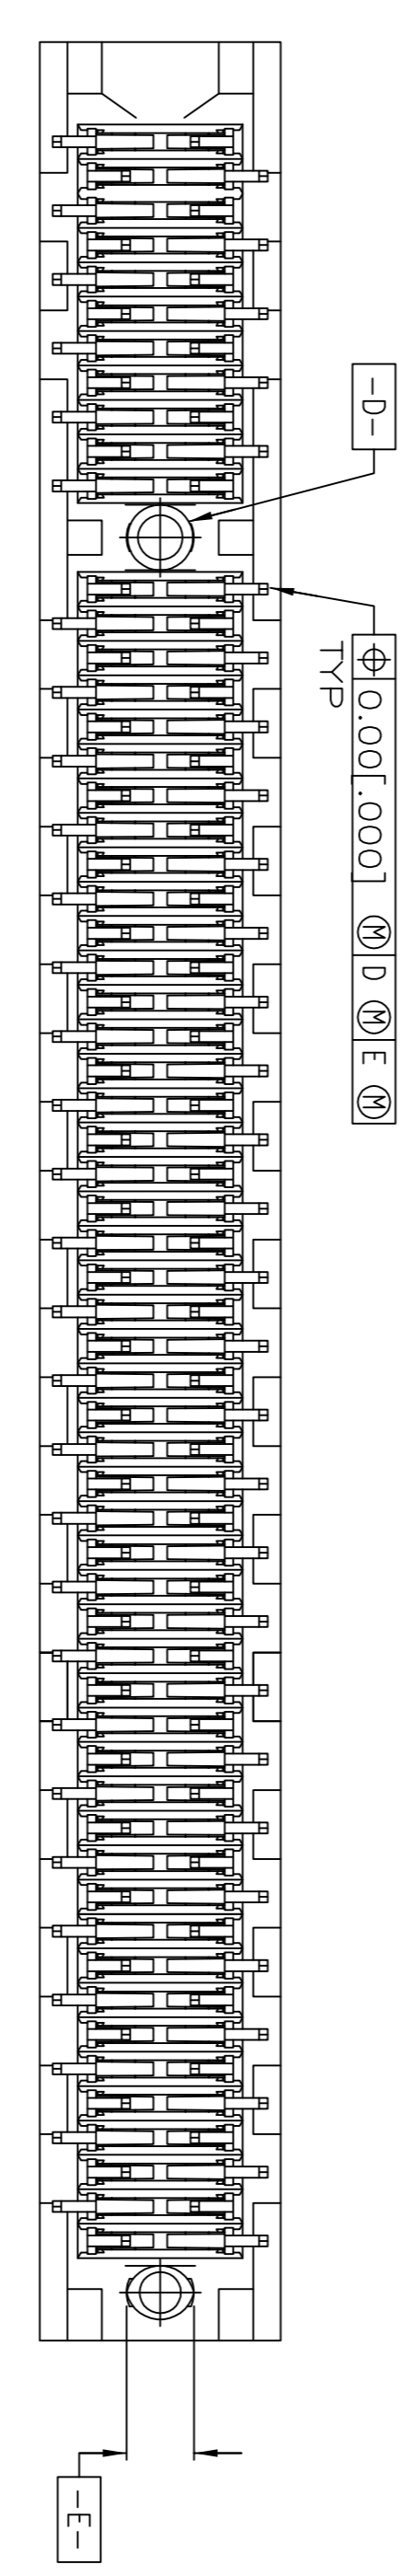 -D-
⌖ 0.00[.000] Ⓜ D Ⓜ E Ⓜ
TYP
-E-